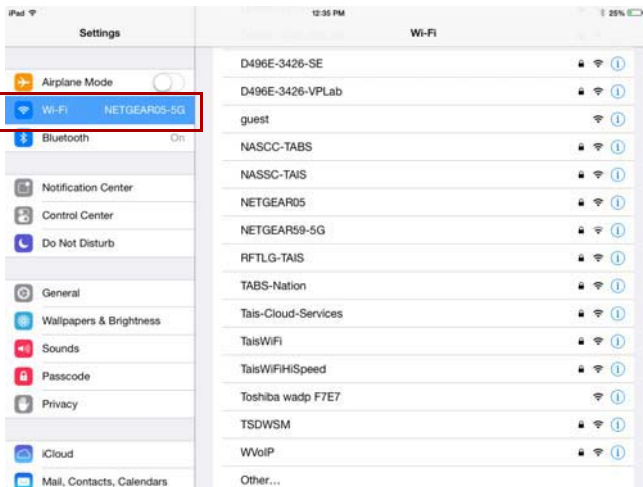 iPad
12:35 PM
25%
Settings
Wi-Fi
Airplane Mode
Wi-Fi NETGEAR05-5G
Bluetooth On
Notification Center
Control Center
Do Not Disturb
General
Wallpapers & Brightness
Sounds
Passcode
Privacy
iCloud
Mail, Contacts, Calendars
D496E-3426-SE
D496E-3426-VPLab
guest
NASCC-TABS
NASSC-TAIS
NETGEAR05
NETGEAR59-5G
RFTLG-TAIS
TABS-Nation
Tais-Cloud-Services
TaisWiFi
TaisWiFiHiSpeed
Toshiba wadp F7E7
TSDWSM
WVoIP
Other...